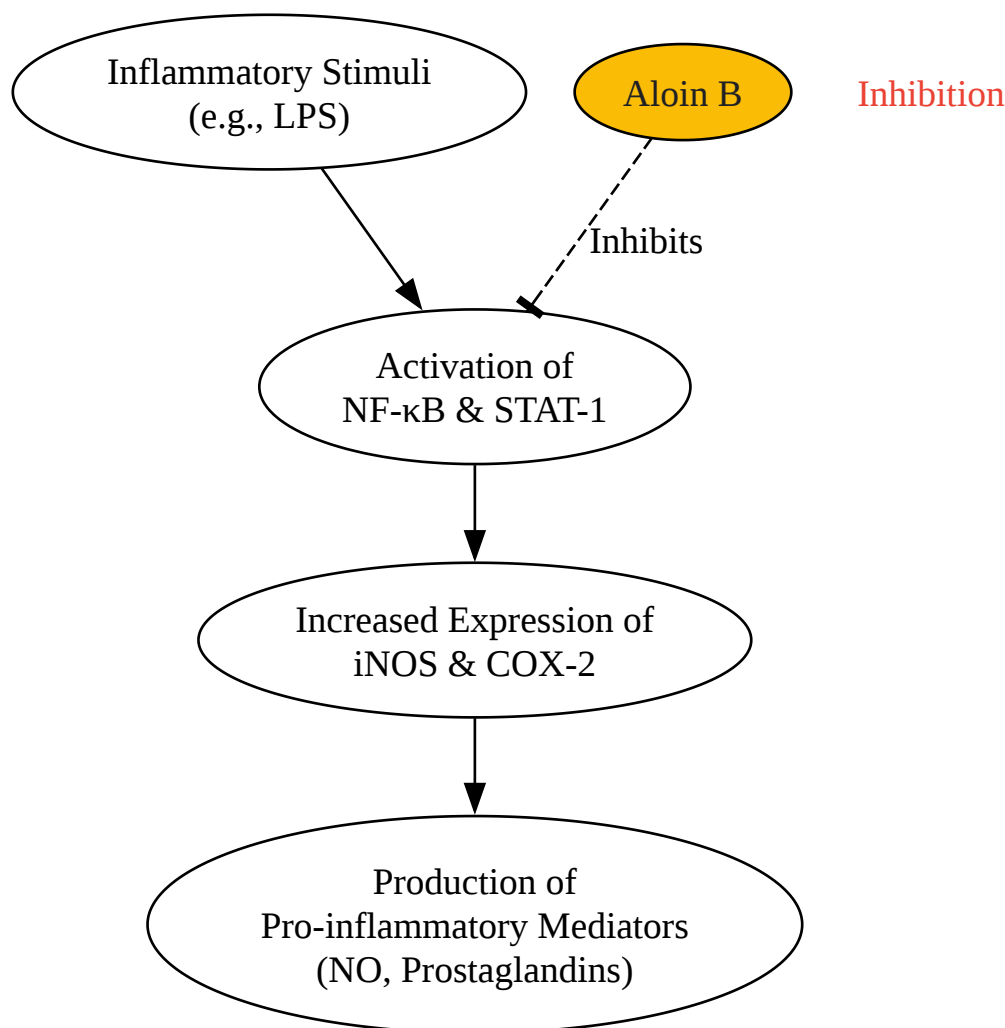 Inflammatory Stimuli
(e.g., LPS)
Aloin B
Inhibition
Inhibits
Activation of
NF-κB & STAT-1
Increased Expression of
iNOS & COX-2
Production of
Pro-inflammatory Mediators
(NO, Prostaglandins)